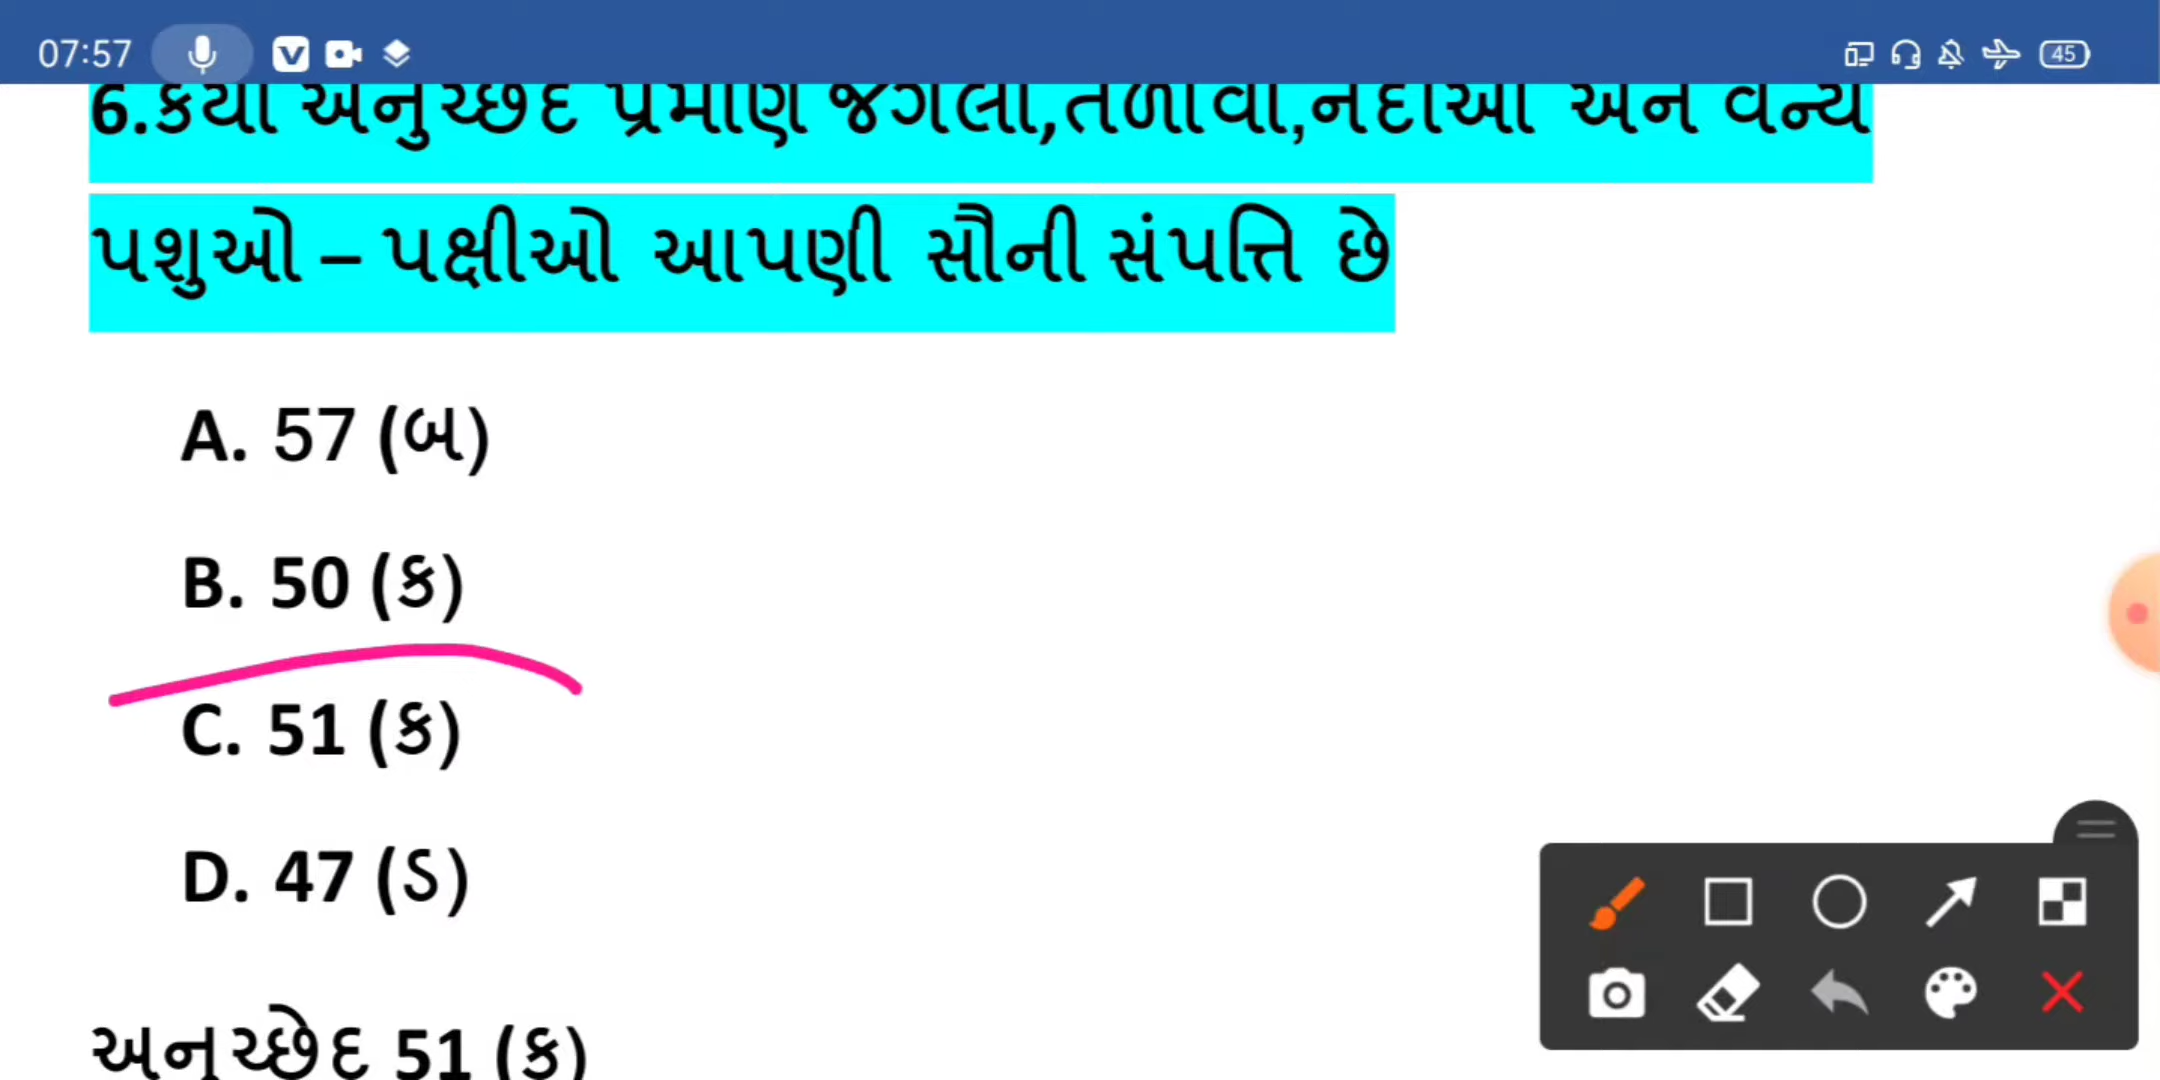 07:57
45
6.કયા અનુચ્છેદ પ્રમાણે જંગલો,તળાવો,નદીઓ અને વન્ય
પશુઓ – પક્ષીઓ આપણી સૌની સંપત્તિ છે
A. 57 (બ)
B. 50 (ક)
C. 51 (ક)
D. 47 (ડ)
અનુચ્છેદ 51 (ક)